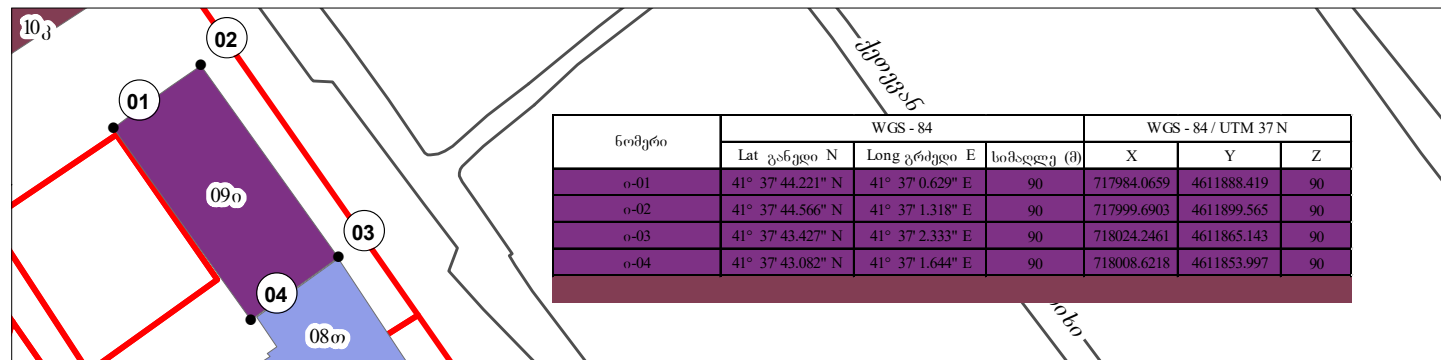 10კ
02
01
09ი
03
04
08თ
ქეთევან
ნომერი WGS - 84 WGS - 84 / UTM 37 N
Lat განედი N Long გრძედი E სიმაღლე (მ) X Y Z
ი-01 41° 37' 44.221" N 41° 37' 0.629" E 90 717984.0659 4611888.419 90
ი-02 41° 37' 44.566" N 41° 37' 1.318" E 90 717999.6903 4611899.565 90
ი-03 41° 37' 43.427" N 41° 37' 2.333" E 90 718024.2461 4611865.143 90
ი-04 41° 37' 43.082" N 41° 37' 1.644" E 90 718008.6218 4611853.997 90